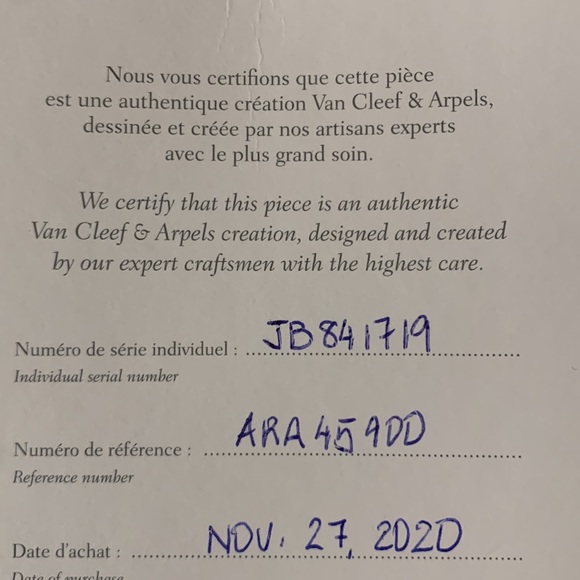 Nous vous certifions que cette pièce
est une authentique création Van Cleef & Arpels,
dessinée et créée par nos artisans experts
avec le plus grand soin.
We certify that this piece is an authentic
Van Cleef & Arpels creation, designed and created
by our expert craftsmen with the highest care.
Numéro de série individuel : JB841719
Individual serial number
Numéro de référence : ARA45900
Reference number
Date d'achat : NOV. 27, 2020
Date of purchase